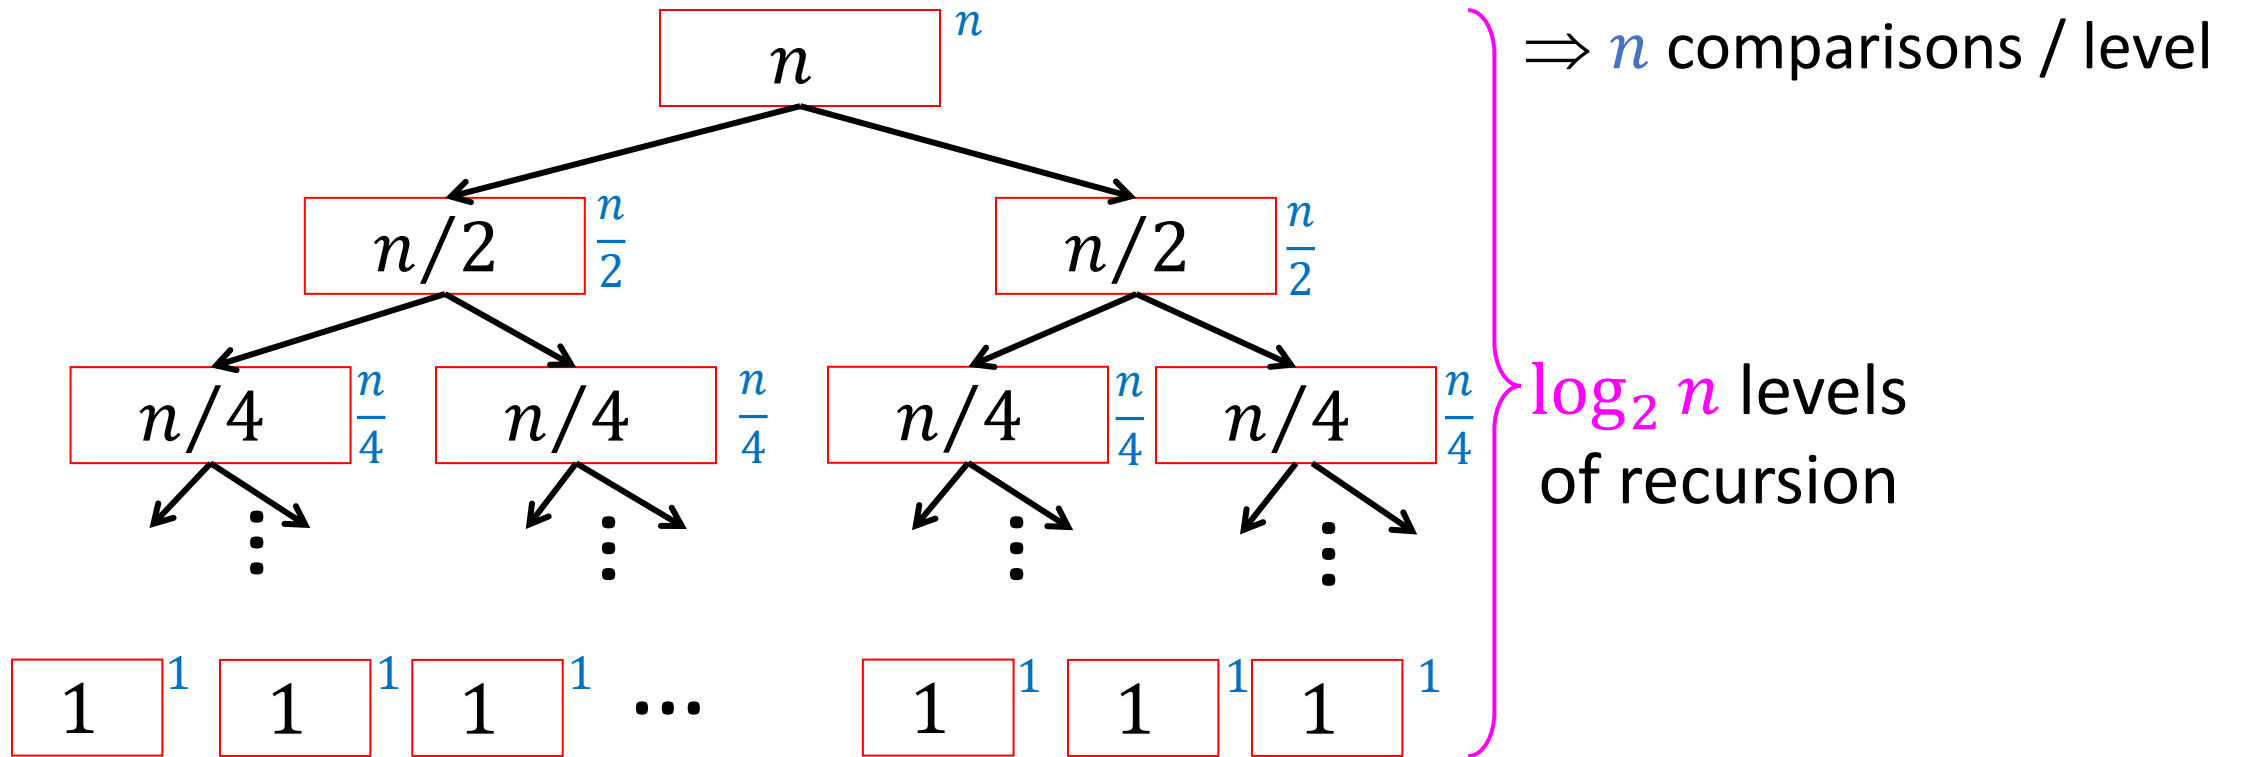 n n ⇒ n comparisons / level
n/2 n/2 n/2 n/2
n/4 n/4 n/4 n/4 n/4 n/4 n/4 n/4
log₂ n levels
of recursion
1 1 1 1 1 1 ... 1 1 1 1 1 1